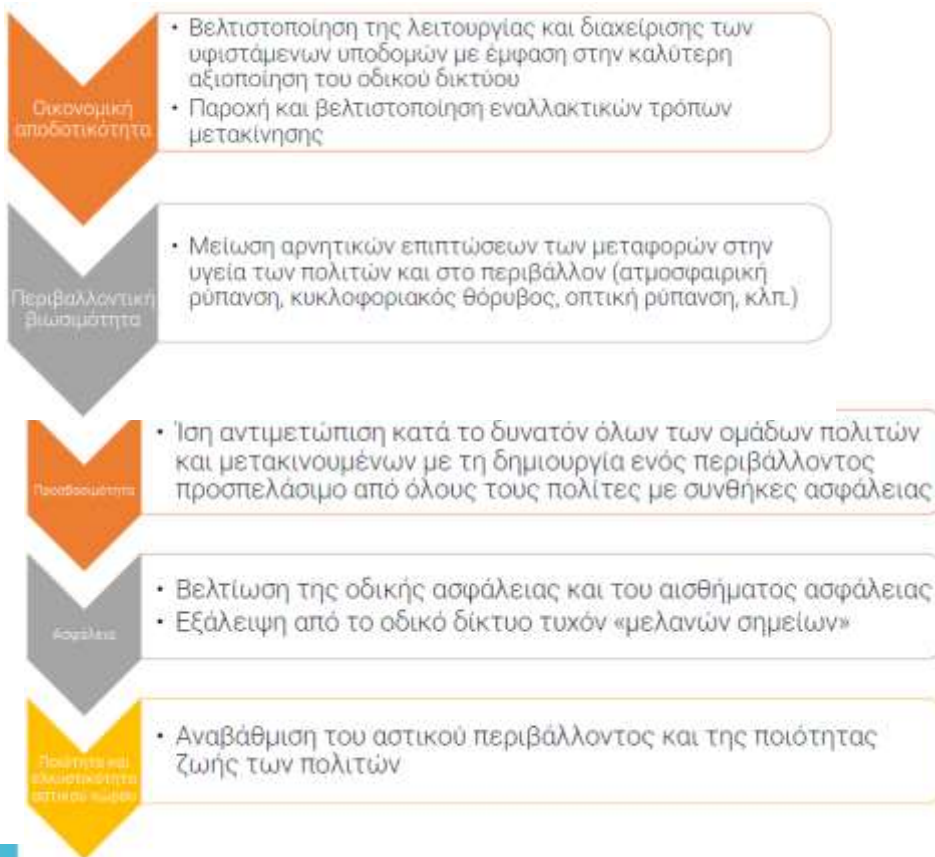 Οικονομική
αποδοτικότητα
• Βελτιστοποίηση της λειτουργίας και διαχείρισης των
υφιστάμενων υποδομών με έμφαση στην καλύτερη
αξιοποίηση του οδικού δικτύου
• Παροχή και βελτιστοποίηση εναλλακτικών τρόπων
μετακίνησης
Περιβαλλοντική
βιωσιμότητα
• Μείωση αρνητικών επιπτώσεων των μεταφορών στην
υγεία των πολιτών και στο περιβάλλον (ατμοσφαιρική
ρύπανση, κυκλοφοριακός θόρυβος, οπτική ρύπανση, κλπ.)
Προσβασιμότητα
• Ίση αντιμετώπιση κατά το δυνατόν όλων των ομάδων πολιτών
και μετακινουμένων με τη δημιουργία ενός περιβάλλοντος
προσπελάσιμο από όλους τους πολίτες με συνθήκες ασφάλειας
Ασφάλεια
• Βελτίωση της οδικής ασφάλειας και του αισθήματος ασφάλειας
• Εξάλειψη από το οδικό δίκτυο τυχόν «μελανών σημείων»
Ποιότητα και
ελκυστικότητα
αστικού χώρου
• Αναβάθμιση του αστικού περιβάλλοντος και της ποιότητας
ζωής των πολιτών